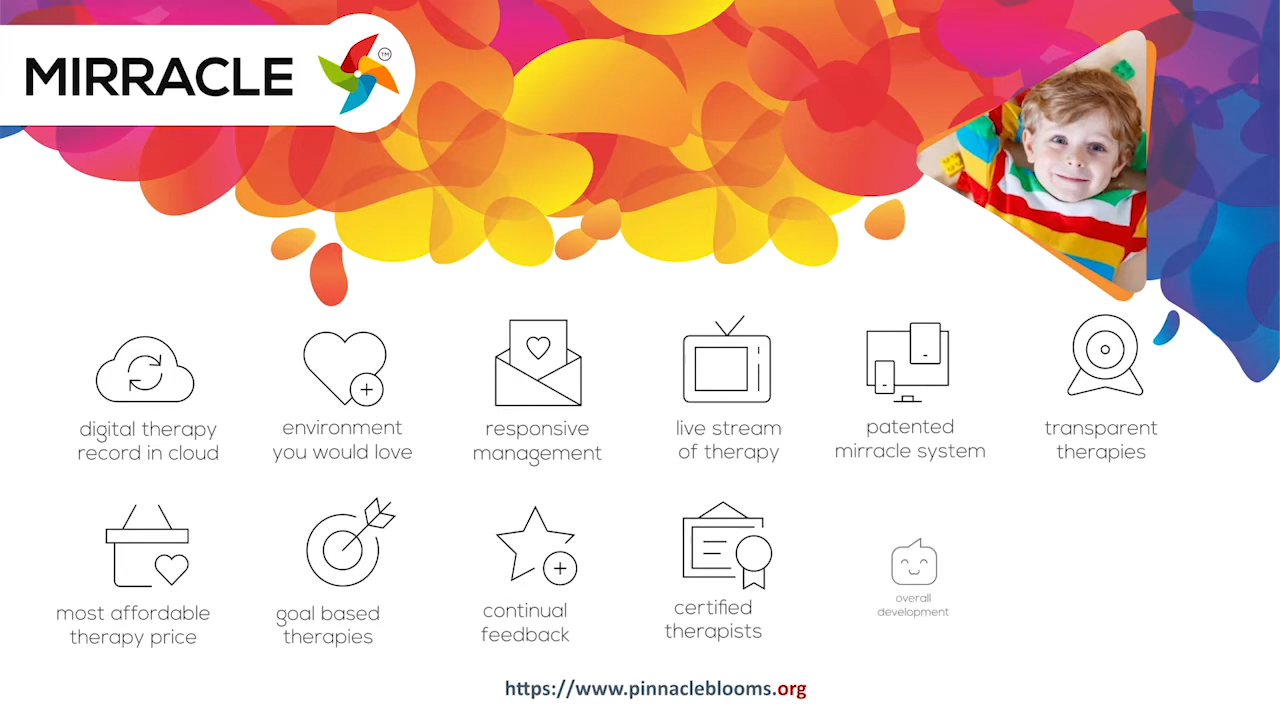 MIRRACLE
TM
digital therapy
record in cloud
environment
you would love
responsive
management
live stream
of therapy
patented
mirracle system
transparent
therapies
most affordable
therapy price
goal based
therapies
continual
feedback
certified
therapists
overall
development
https://www.pinnacleblooms.org